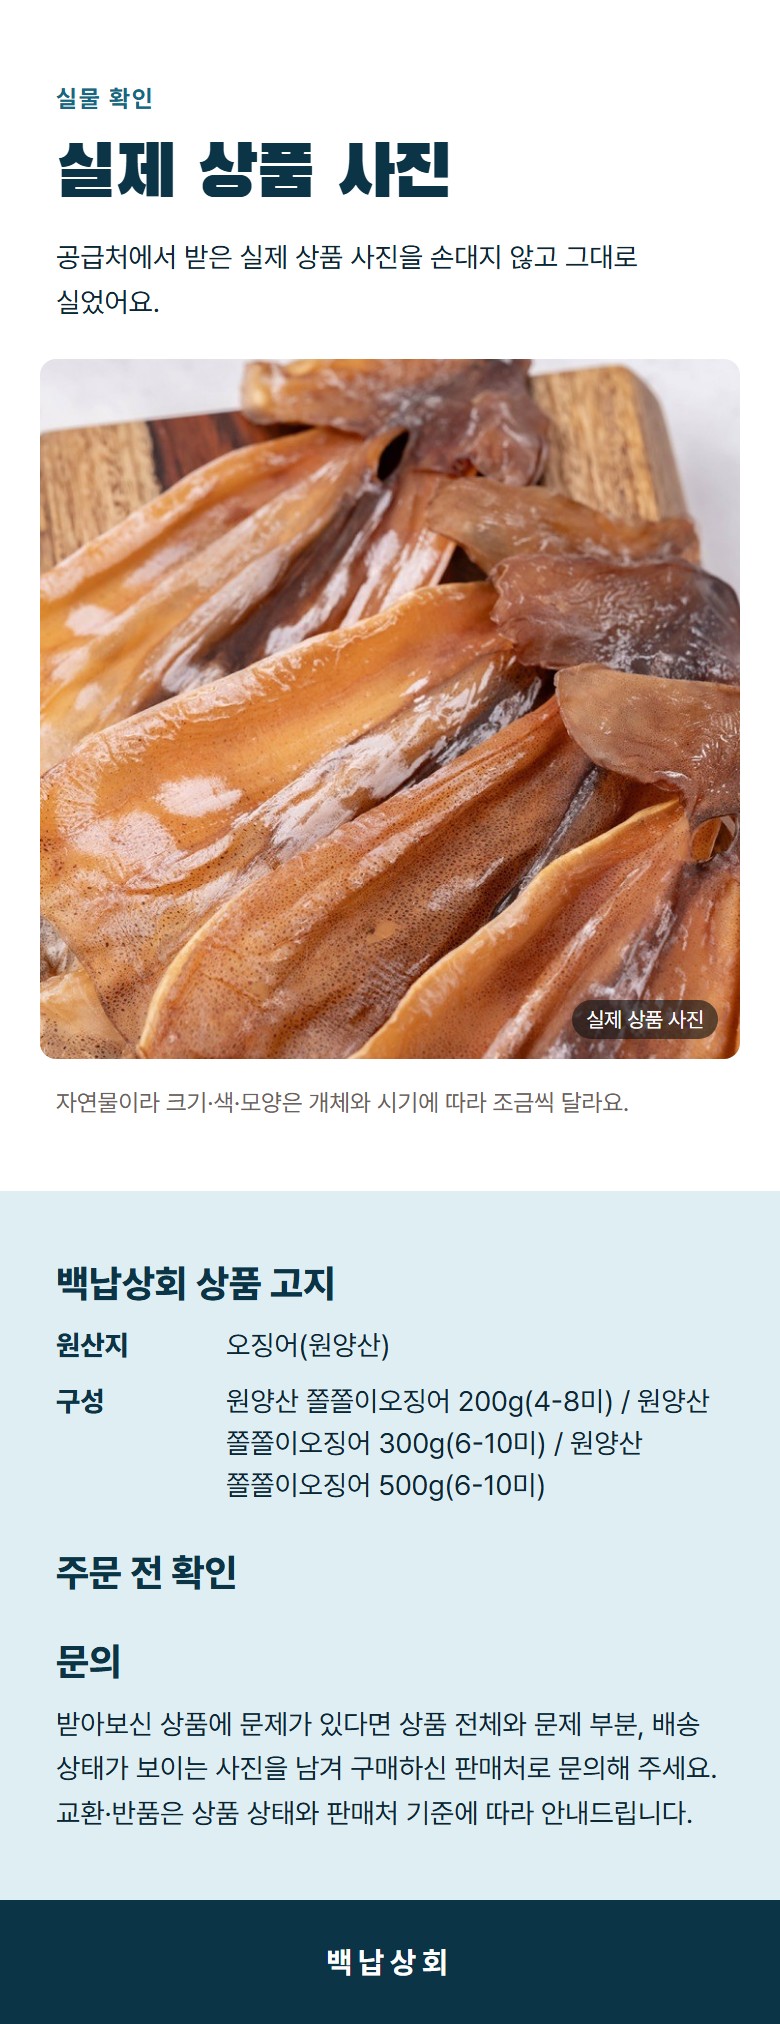 실물 확인
실제 상품 사진
공급처에서 받은 실제 상품 사진을 손대지 않고 그대로
실었어요.
실제 상품 사진
자연물이라 크기·색·모양은 개체와 시기에 따라 조금씩 달라요.
백납상회 상품 고지
원산지 오징어(원양산)
구성 원양산 쫄쫄이오징어 200g(4-8미) / 원양산
쫄쫄이오징어 300g(6-10미) / 원양산
쫄쫄이오징어 500g(6-10미)
주문 전 확인
문의
받아보신 상품에 문제가 있다면 상품 전체와 문제 부분, 배송
상태가 보이는 사진을 남겨 구매하신 판매처로 문의해 주세요.
교환·반품은 상품 상태와 판매처 기준에 따라 안내드립니다.
백납상회